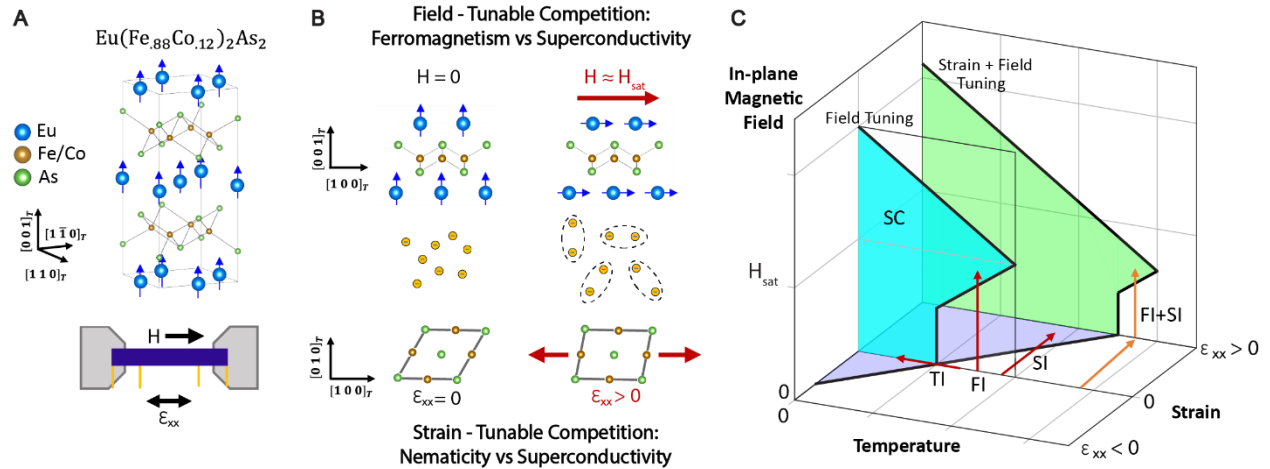 A
Eu(Fe.88Co.12)2As2
Eu
Fe/Co
As
[0 0 1]T
[1 1̅ 0]T
[1 1 0]T
H
εxx
B
Field - Tunable Competition:
Ferromagnetism vs Superconductivity
H = 0
H ≈ Hsat
[0 0 1]T
[1 0 0]T
[0 1 0]T
[1 0 0]T
εxx = 0
εxx > 0
Strain - Tunable Competition:
Nematicity vs Superconductivity
C
In-plane
Magnetic
Field
Strain + Field
Tuning
Field Tuning
SC
Hsat
FI+SI
SI
TI
FI
0
0
0
εxx > 0
Strain
εxx < 0
Temperature